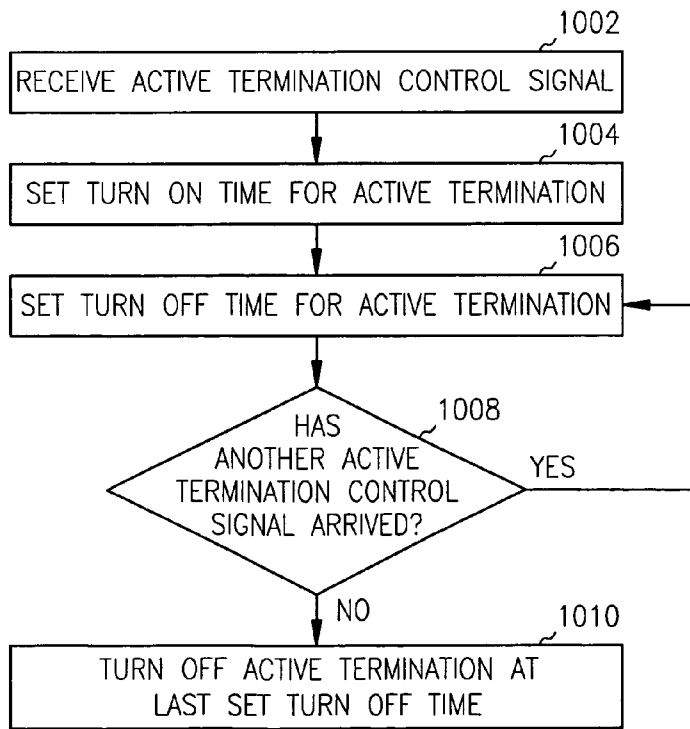 1002
RECEIVE ACTIVE TERMINATION CONTROL SIGNAL
1004
SET TURN ON TIME FOR ACTIVE TERMINATION
1006
SET TURN OFF TIME FOR ACTIVE TERMINATION
1008
HAS
ANOTHER ACTIVE
TERMINATION CONTROL
SIGNAL ARRIVED?
YES
NO
1010
TURN OFF ACTIVE TERMINATION AT
LAST SET TURN OFF TIME